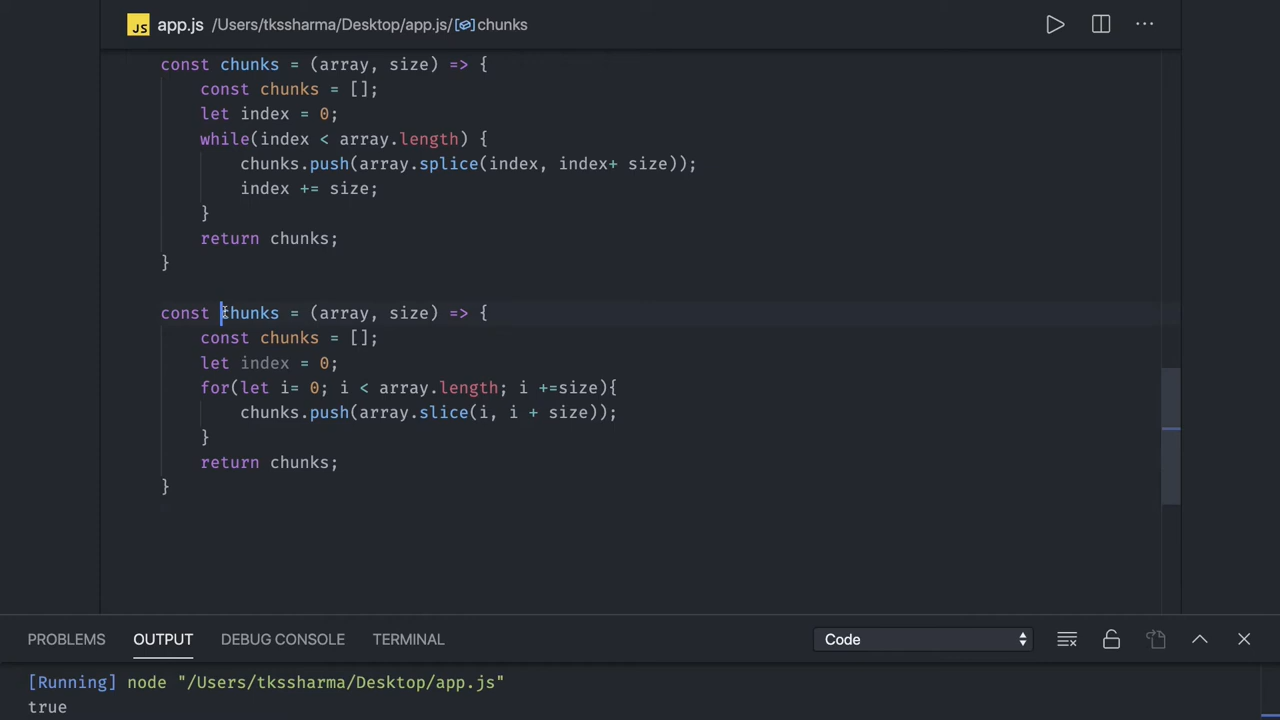 JS app.js /Users/tkssharma/Desktop/app.js/ chunks
const chunks = (array, size) => {
const chunks = [];
let index = 0;
while(index < array.length) {
chunks.push(array.splice(index, index+ size));
index += size;
}
return chunks;
}
const chunks = (array, size) => {
const chunks = [];
let index = 0;
for(let i= 0; i < array.length; i +=size){
chunks.push(array.slice(i, i + size));
}
return chunks;
}
PROBLEMS OUTPUT DEBUG CONSOLE TERMINAL Code
[Running] node "/Users/tkssharma/Desktop/app.js"
true